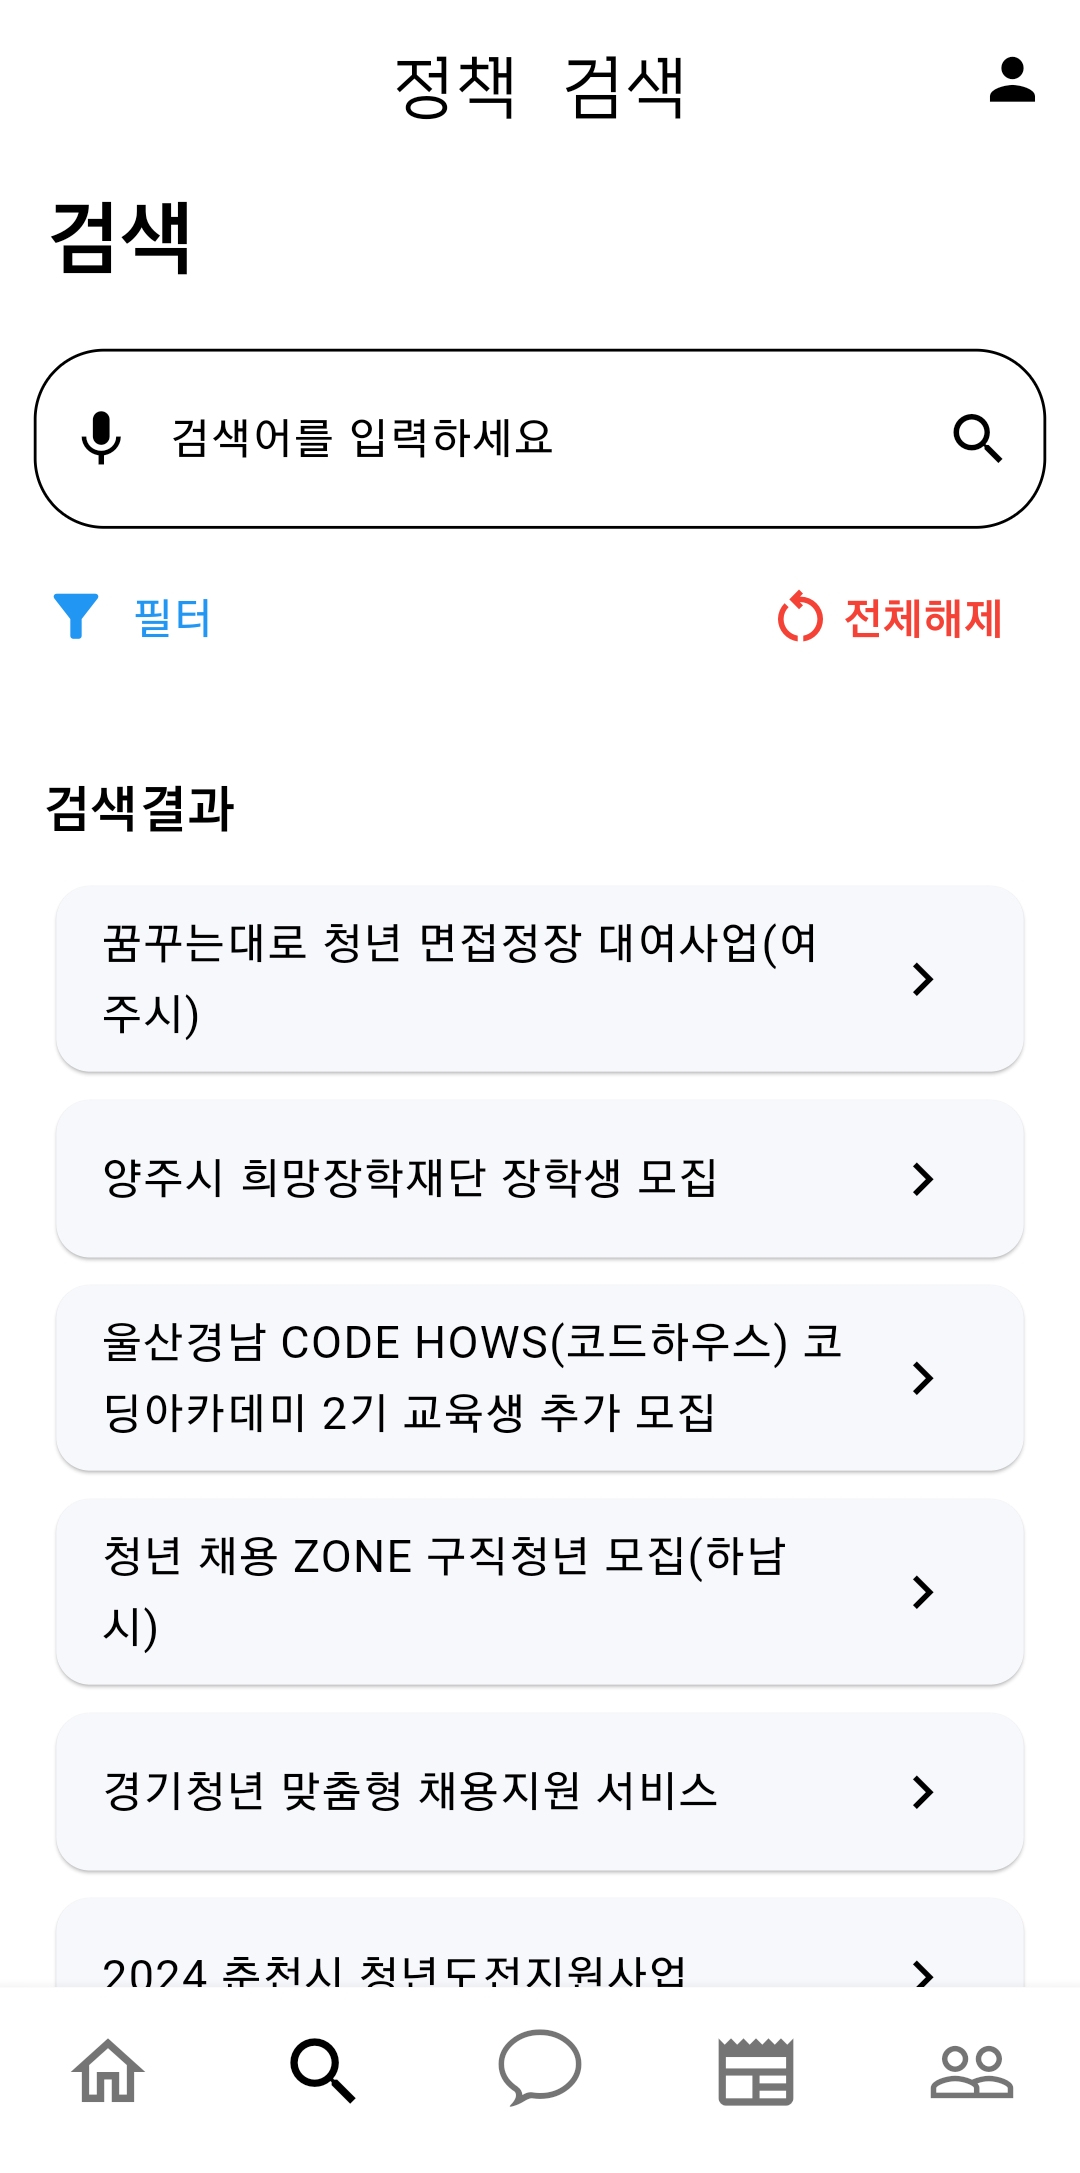 정책 검색
검색
검색어를 입력하세요
필터
전체해제
검색결과
꿈꾸는대로 청년 면접정장 대여사업(여
주시)
양주시 희망장학재단 장학생 모집
울산경남 CODE HOWS(코드하우스) 코
딩아카데미 2기 교육생 추가 모집
청년 채용 ZONE 구직청년 모집(하남
시)
경기청년 맞춤형 채용지원 서비스
2024 춘천시 청년도전지원사업